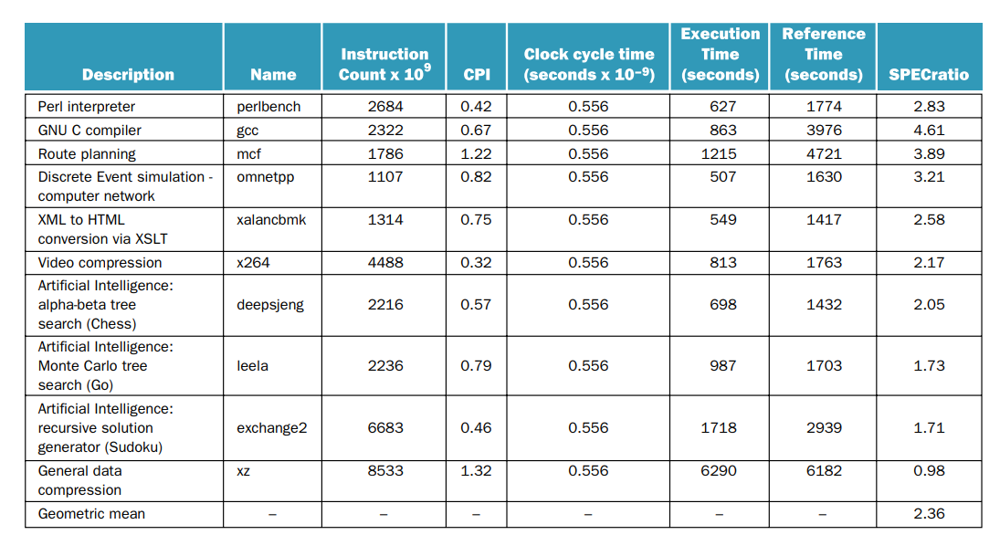 Description Name Instruction Count x 10⁹ CPI Clock cycle time (seconds x 10⁻⁹) Execution Time (seconds) Reference Time (seconds) SPECratio
Perl interpreter perlbench 2684 0.42 0.556 627 1774 2.83
GNU C compiler gcc 2322 0.67 0.556 863 3976 4.61
Route planning mcf 1786 1.22 0.556 1215 4721 3.89
Discrete Event simulation - omnetpp 1107 0.82 0.556 507 1630 3.21
computer network
XML to HTML xalancbmk 1314 0.75 0.556 549 1417 2.58
conversion via XSLT
Video compression x264 4488 0.32 0.556 813 1763 2.17
Artificial Intelligence:
alpha-beta tree deepsjeng 2216 0.57 0.556 698 1432 2.05
search (Chess)
Artificial Intelligence:
Monte Carlo tree leela 2236 0.79 0.556 987 1703 1.73
search (Go)
Artificial Intelligence:
recursive solution exchange2 6683 0.46 0.556 1718 2939 1.71
generator (Sudoku)
General data xz 8533 1.32 0.556 6290 6182 0.98
compression
Geometric mean – – – – – – 2.36